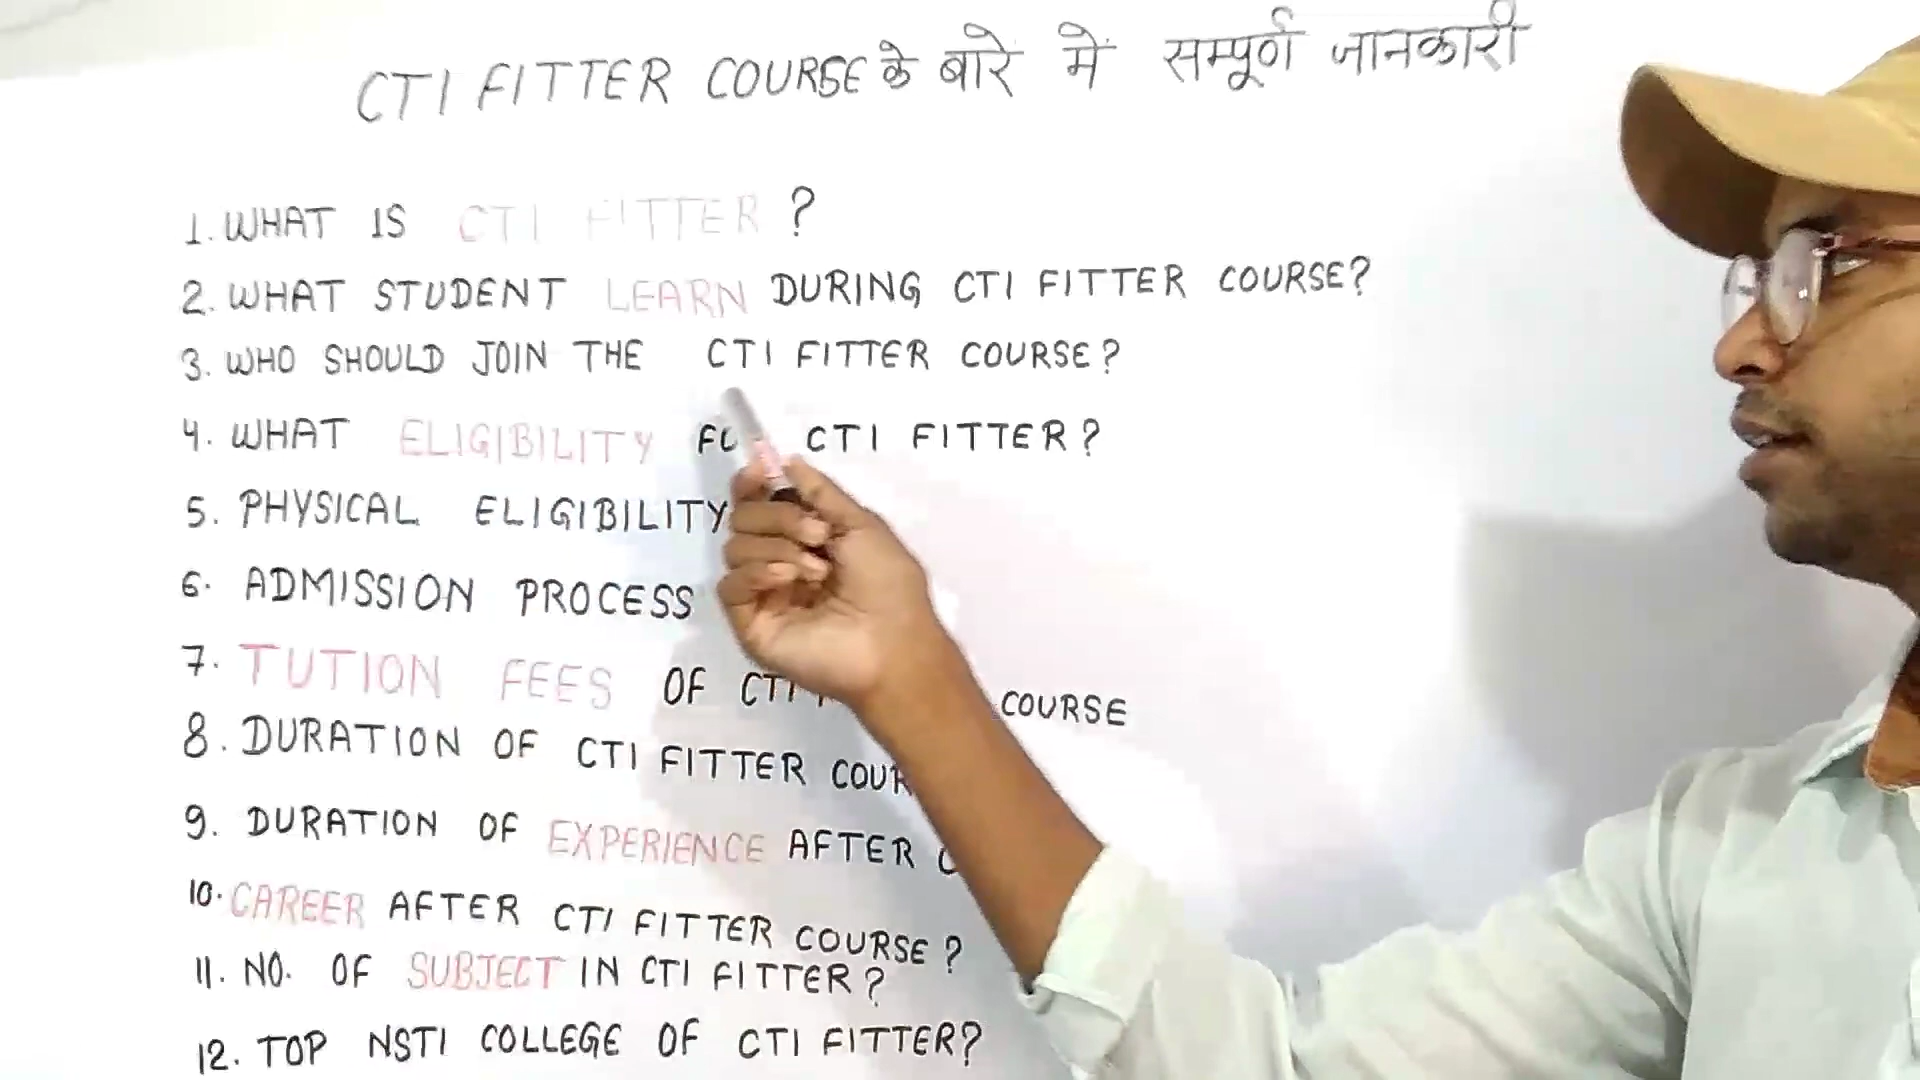 CTI FITTER COURSE के बारे में सम्पूर्ण जानकारी
1. WHAT IS CTI FITTER ?
2. WHAT STUDENT LEARN DURING CTI FITTER COURSE?
3. WHO SHOULD JOIN THE CTI FITTER COURSE?
4. WHAT ELIGIBILITY CTI FITTER?
5. PHYSICAL ELIGIBILITY
6. ADMISSION PROCESS
7. TUTION FEES OF CTI COURSE
8. DURATION OF CTI FITTER
9. DURATION OF EXPERIENCE AFTER
10. CAREER AFTER CTI FITTER COURSE?
11. NO. OF SUBJECT IN CTI FITTER?
12. TOP NSTI COLLEGE OF CTI FITTER?